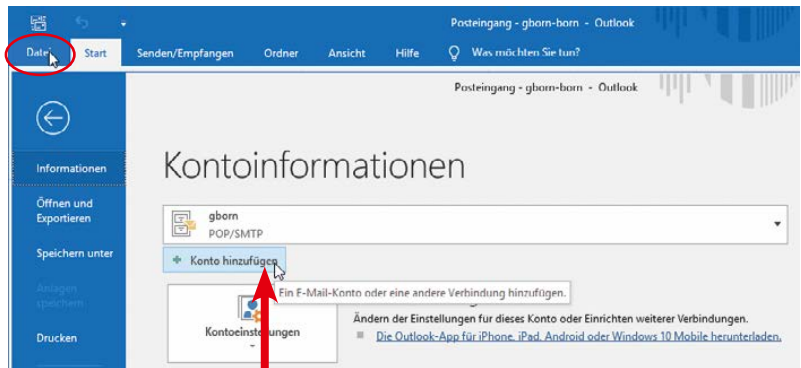 Posteingang - gborn-born - Outlook
Datei Start Senden/Empfangen Ordner Ansicht Hilfe Was möchten Sie tun?
Posteingang - gborn-born - Outlook
Kontoinformationen
Informationen
Öffnen und
Exportieren
Speichern unter
Anlagen
speichern
Drucken
gborn
POP/SMTP
Konto hinzufügen
Ein E-Mail-Konto oder eine andere Verbindung hinzufügen.
Kontoeinstellungen
Ändern der Einstellungen für dieses Konto oder Einrichten weiterer Verbindungen.
Die Outlook-App für iPhone, iPad, Android oder Windows 10 Mobile herunterladen.